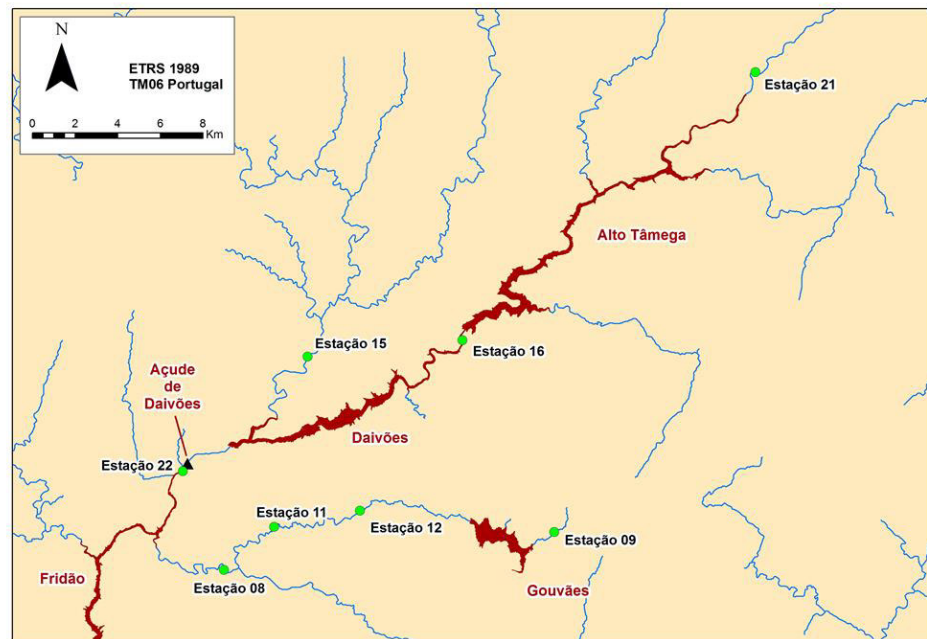 N
ETRS 1989
TM06 Portugal
0 2 4 6 8
Km
Estação 21
Alto Tâmega
Estação 15
Estação 16
Açude
de
Daivões
Daivões
Estação 22
Estação 11
Estação 12
Estação 09
Fridão
Estação 08
Gouvães